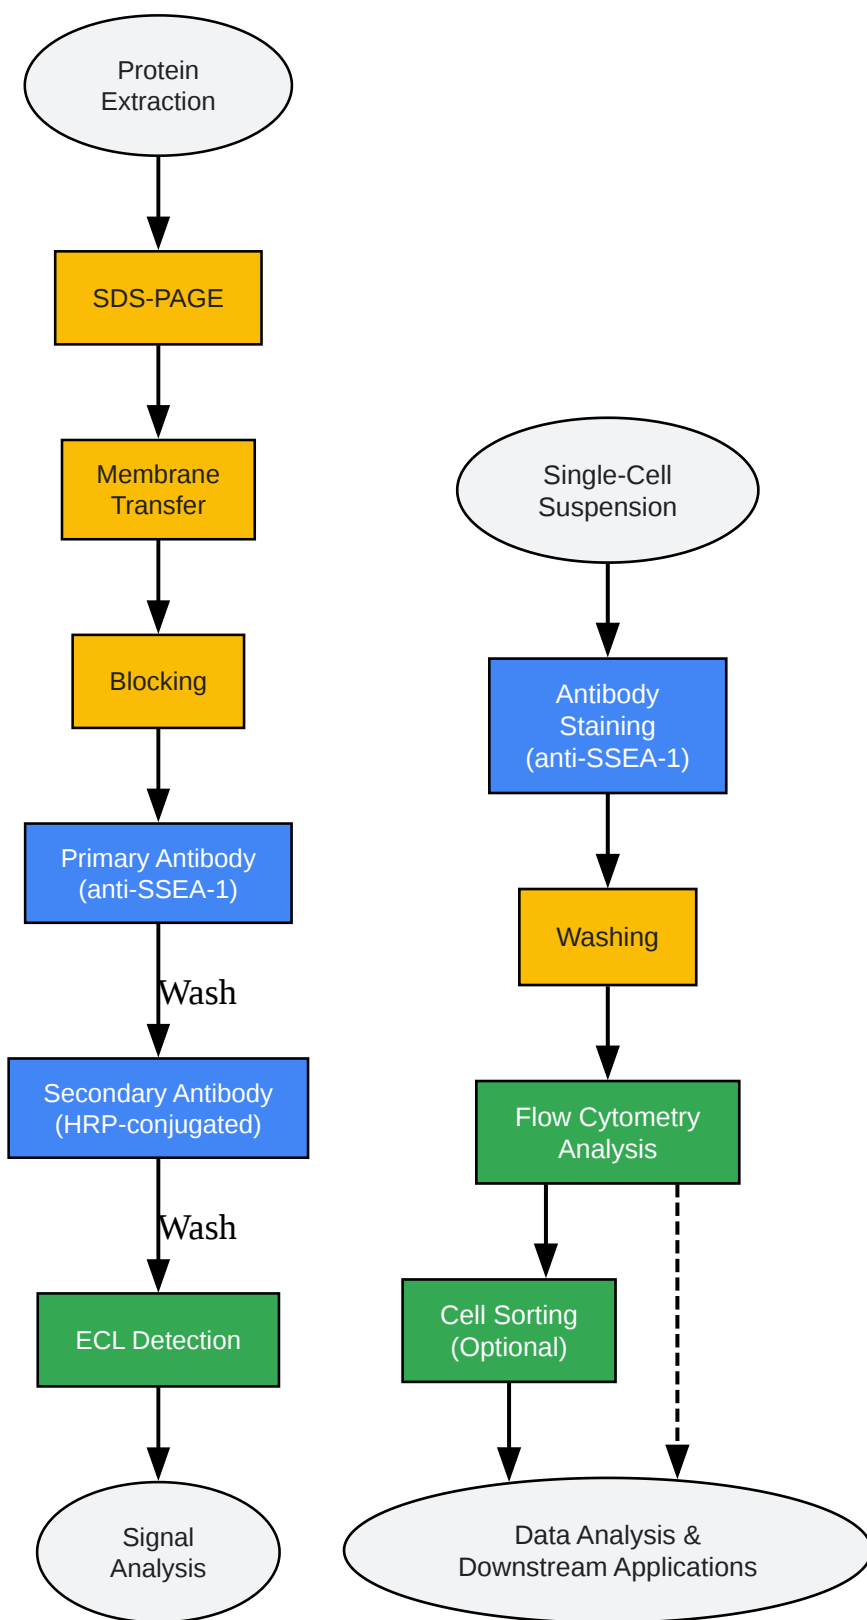 Protein
Extraction
SDS-PAGE
Membrane
Transfer
Blocking
Primary Antibody
(anti-SSEA-1)
Wash
Secondary Antibody
(HRP-conjugated)
Wash
ECL Detection
Signal
Analysis
Single-Cell
Suspension
Antibody
Staining
(anti-SSEA-1)
Washing
Flow Cytometry
Analysis
Cell Sorting
(Optional)
Data Analysis &
Downstream Applications